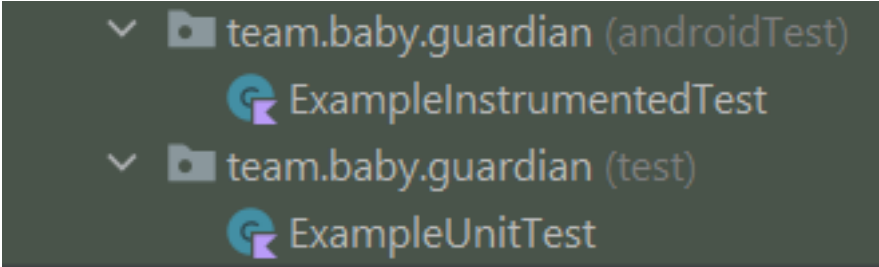 team.baby.guardian (androidTest)
ExampleInstrumentedTest
team.baby.guardian (test)
ExampleUnitTest